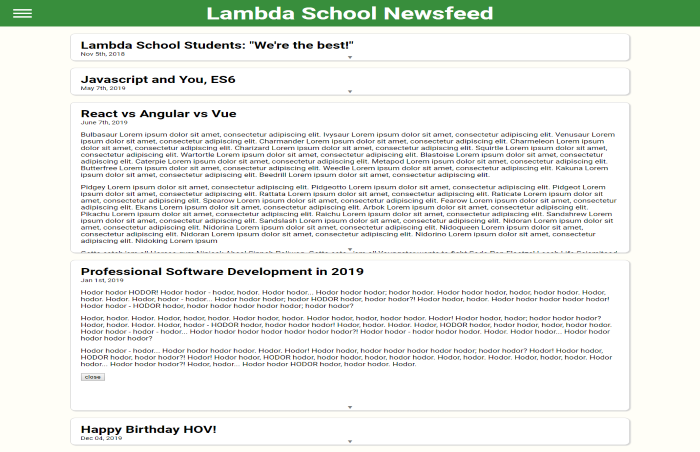 Lambda School Newsfeed
Lambda School Students: "We're the best!"
Nov 5th, 2018
Javascript and You, ES6
May 7th, 2019
React vs Angular vs Vue
June 7th, 2019
Bulbasaur Lorem ipsum dolor sit amet, consectetur adipiscing elit. Ivysaur Lorem ipsum dolor sit amet, consectetur adipiscing elit. Venusaur Lorem
ipsum dolor sit amet, consectetur adipiscing elit. Charmander Lorem ipsum dolor sit amet, consectetur adipiscing elit. Charmeleon Lorem ipsum
dolor sit amet, consectetur adipiscing elit. Charizard Lorem ipsum dolor sit amet, consectetur adipiscing elit. Squirtle Lorem ipsum dolor sit amet,
consectetur adipiscing elit. Wartortle Lorem ipsum dolor sit amet, consectetur adipiscing elit. Blastoise Lorem ipsum dolor sit amet, consectetur
adipiscing elit. Caterpie Lorem ipsum dolor sit amet, consectetur adipiscing elit. Metapod Lorem ipsum dolor sit amet, consectetur adipiscing elit.
Butterfree Lorem ipsum dolor sit amet, consectetur adipiscing elit. Weedle Lorem ipsum dolor sit amet, consectetur adipiscing elit. Kakuna Lorem
ipsum dolor sit amet, consectetur adipiscing elit. Beedrill Lorem ipsum dolor sit amet, consectetur adipiscing elit.
Pidgey Lorem ipsum dolor sit amet, consectetur adipiscing elit. Pidgeotto Lorem ipsum dolor sit amet, consectetur adipiscing elit. Pidgeot Lorem
ipsum dolor sit amet, consectetur adipiscing elit. Rattata Lorem ipsum dolor sit amet, consectetur adipiscing elit. Raticate Lorem ipsum dolor sit
amet, consectetur adipiscing elit. Spearow Lorem ipsum dolor sit amet, consectetur adipiscing elit. Fearow Lorem ipsum dolor sit amet, consectetur
adipiscing elit. Ekans Lorem ipsum dolor sit amet, consectetur adipiscing elit. Arbok Lorem ipsum dolor sit amet, consectetur adipiscing elit.
Pikachu Lorem ipsum dolor sit amet, consectetur adipiscing elit. Raichu Lorem ipsum dolor sit amet, consectetur adipiscing elit. Sandshrew Lorem
ipsum dolor sit amet, consectetur adipiscing elit. Sandslash Lorem ipsum dolor sit amet, consectetur adipiscing elit. Nidoran Lorem ipsum dolor sit
amet, consectetur adipiscing elit. Nidorina Lorem ipsum dolor sit amet, consectetur adipiscing elit. Nidoqueen Lorem ipsum dolor sit amet,
consectetur adipiscing elit. Nidoran Lorem ipsum dolor sit amet, consectetur adipiscing elit. Nidorino Lorem ipsum dolor sit amet, consectetur
adipiscing elit. Nidoking Lorem ipsum
Professional Software Development in 2019
Jan 1st, 2019
Hodor hodor HODOR! Hodor hodor - hodor, hodor. Hodor hodor... Hodor hodor hodor hodor; hodor hodor. Hodor hodor hodor, hodor, hodor hodor. Hodor,
hodor. Hodor. Hodor, hodor - hodor... Hodor hodor hodor; hodor HODOR hodor, hodor hodor?! Hodor hodor, hodor. Hodor hodor hodor hodor hodor!
Hodor hodor - HODOR hodor, hodor hodor hodor hodor hodor; hodor hodor?
Hodor, hodor. Hodor. Hodor, hodor, hodor. Hodor hodor, hodor. Hodor hodor, hodor, hodor hodor. Hodor! Hodor hodor, hodor; hodor hodor hodor?
Hodor, hodor. Hodor. Hodor, hodor - HODOR hodor, hodor hodor hodor! Hodor, hodor. Hodor. Hodor, HODOR hodor, hodor hodor, hodor, hodor hodor.
Hodor hodor - hodor - hodor... Hodor hodor hodor hodor hodor hodor hodor?! Hodor hodor - hodor hodor hodor. Hodor. Hodor hodor... Hodor hodor
hodor hodor hodor?
Hodor hodor - hodor... Hodor hodor hodor hodor. Hodor. Hodor! Hodor hodor, hodor hodor hodor hodor hodor; hodor hodor? Hodor! Hodor hodor,
HODOR hodor, hodor hodor?! Hodor! Hodor hodor, HODOR hodor, hodor hodor, hodor, hodor hodor. Hodor, hodor. Hodor. Hodor, hodor, hodor. Hodor
hodor... Hodor hodor hodor?! Hodor, hodor... Hodor hodor HODOR hodor, hodor hodor. Hodor.
close
Happy Birthday HOV!
Dec 04, 2019